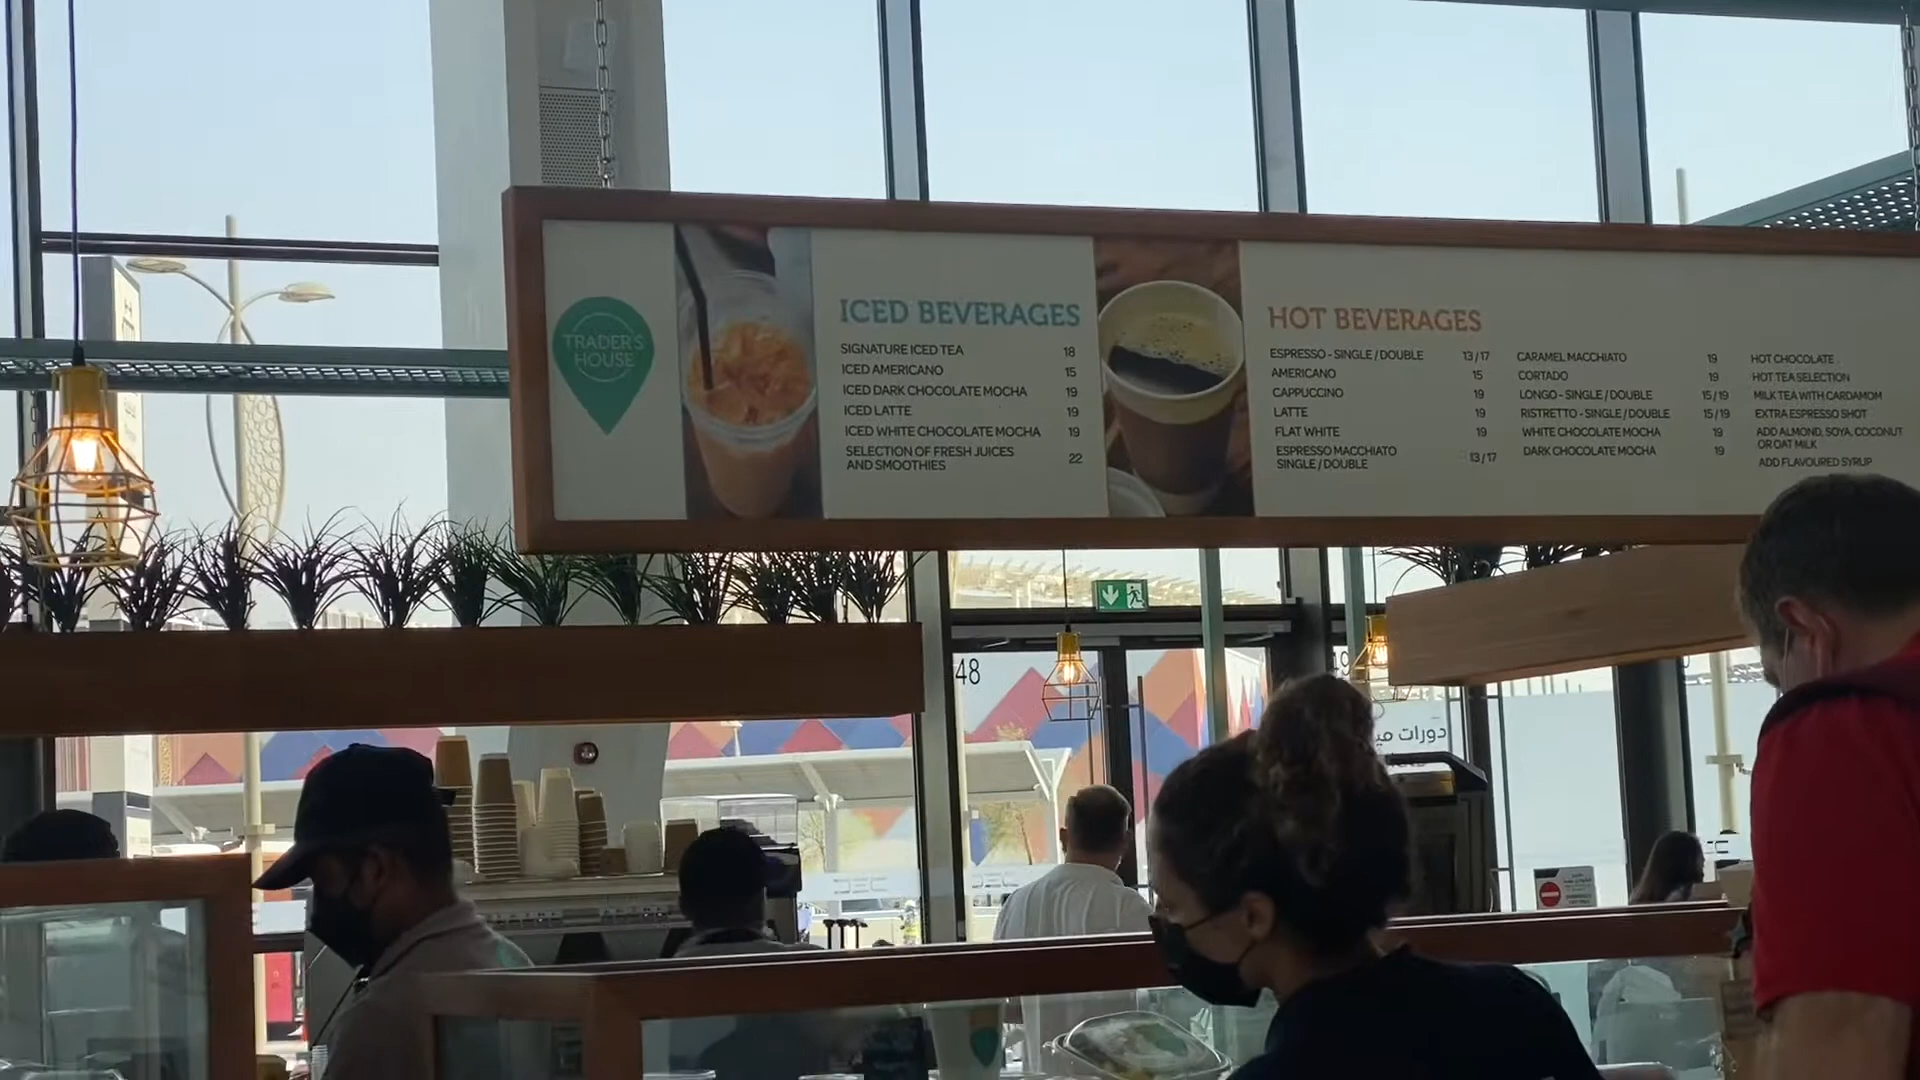 TRADER'S
HOUSE
ICED BEVERAGES
SIGNATURE ICED TEA 18
ICED AMERICANO 15
ICED DARK CHOCOLATE MOCHA 19
ICED LATTE 19
ICED WHITE CHOCOLATE MOCHA 19
SELECTION OF FRESH JUICES
AND SMOOTHIES 22
HOT BEVERAGES
ESPRESSO - SINGLE / DOUBLE 13 / 17
AMERICANO 15
CAPPUCCINO 19
LATTE 19
FLAT WHITE 19
ESPRESSO MACCHIATO
SINGLE / DOUBLE 13 / 17
CARAMEL MACCHIATO 19
CORTADO 19
LONGO - SINGLE / DOUBLE 15 / 19
RISTRETTO - SINGLE / DOUBLE 15 / 19
WHITE CHOCOLATE MOCHA 19
DARK CHOCOLATE MOCHA 19
HOT CHOCOLATE
HOT TEA SELECTION
MILK TEA WITH CARDAMOM
EXTRA ESPRESSO SHOT
ADD ALMOND, SOYA, COCONUT
OR OAT MILK
ADD FLAVOURED SYRUP
48
دورات